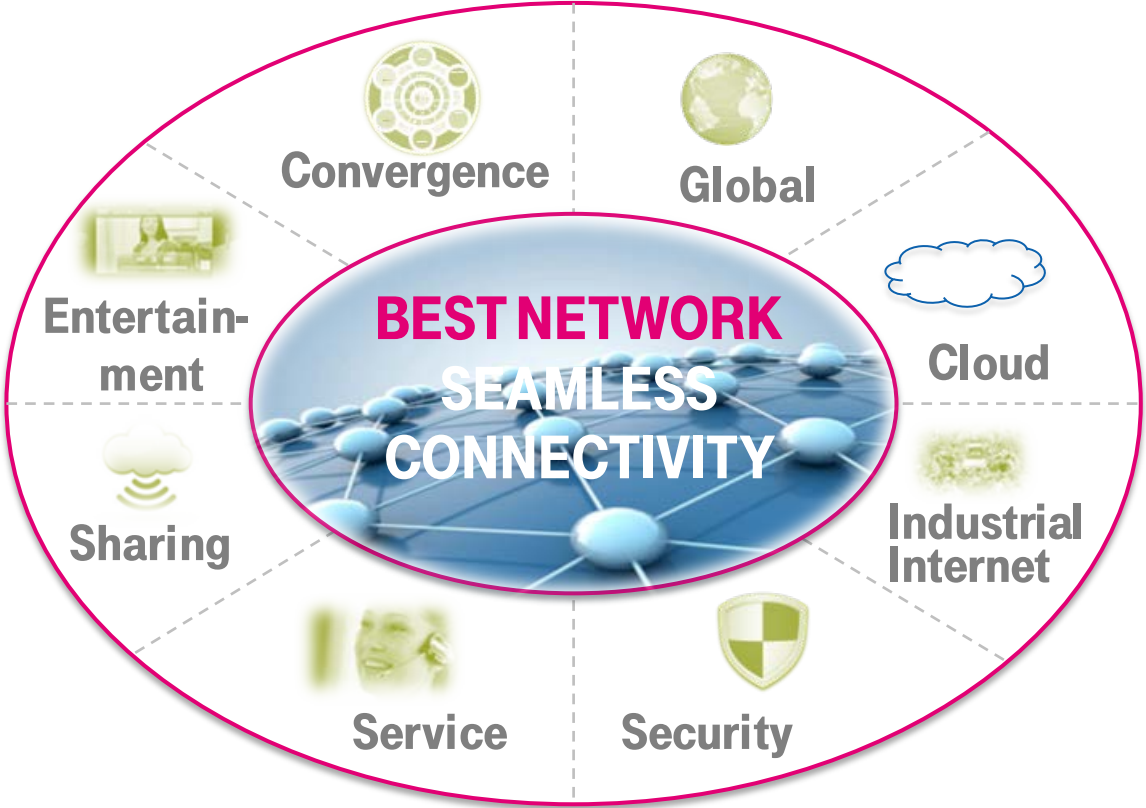 Convergence
Global
Entertain-
ment
BEST NETWORK
SEAMLESS
CONNECTIVITY
Cloud
Sharing
Industrial
Internet
Service
Security